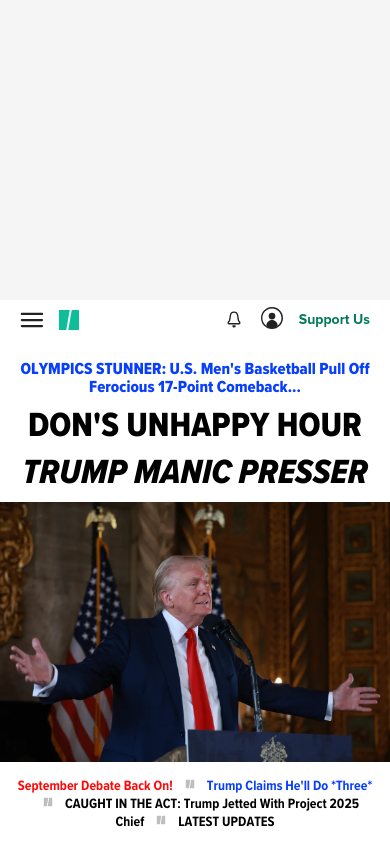 Support Us
OLYMPICS STUNNER: U.S. Men's Basketball Pull Off
Ferocious 17-Point Comeback...
DON'S UNHAPPY HOUR
TRUMP MANIC PRESSER
September Debate Back On! Trump Claims He'll Do *Three*
CAUGHT IN THE ACT: Trump Jetted With Project 2025
Chief LATEST UPDATES